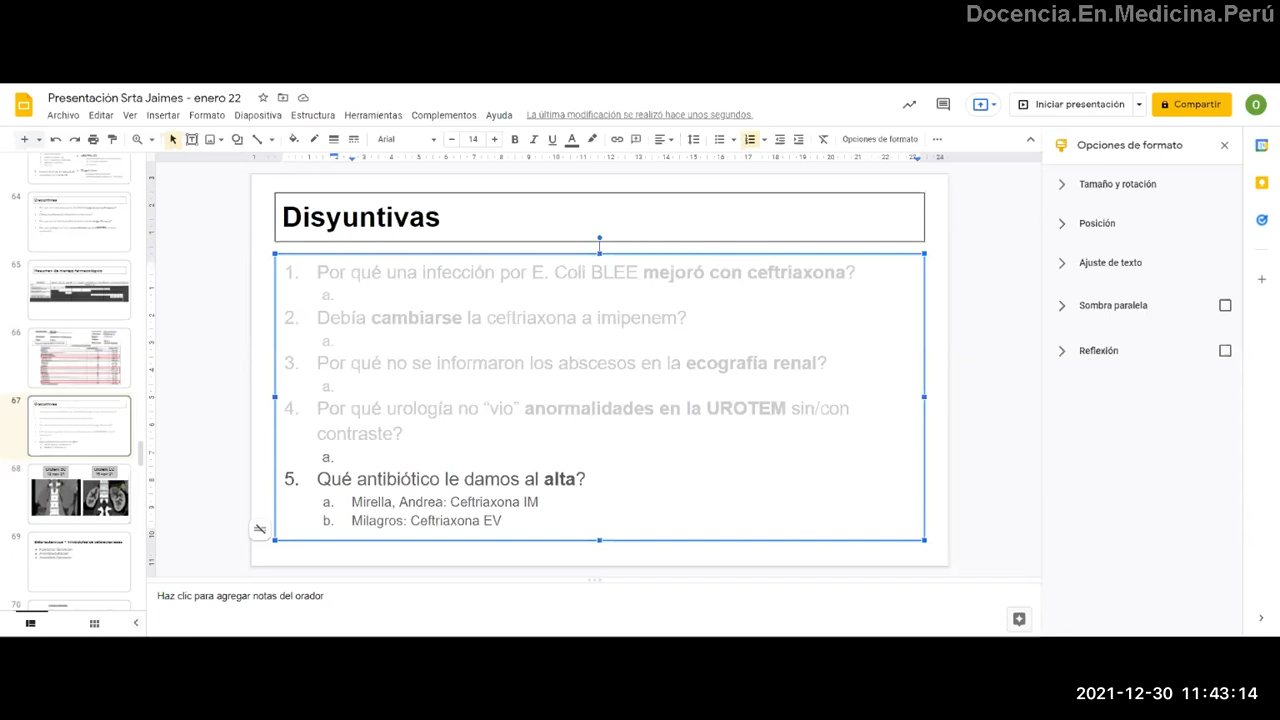 Docencia.En.Medicina.Perú
Presentación Srta Jaimes - enero 22
Archivo Editar Ver Insertar Formato Dispositiva Organizar Herramientas Complementos Ayuda
La última modificación se realizó hace unos segundos.
Iniciar presentación
Compartir
O
Arial
Opciones de formato
Opciones de formato
Tamaño y rotación
Posición
Ajuste de texto
Sombra paralela
Reflexión
64
65
66
67
68
69
70
Disyuntivas
1. Por qué una infección por E. Coli BLEE mejoró con ceftriaxona?
a.
2. Debía cambiarse la ceftriaxona a imipenem?
a.
3. Por qué no se informó abscesos en la ecografía renal?
a.
4. Por qué urología no "vio" anormalidades en la UROTEM sin/con
contraste?
a.
5. Qué antibiótico le damos al alta?
a. Mirella, Andrea: Ceftriaxona IM
b. Milagros: Ceftriaxona EV
Haz clic para agregar notas del orador
2021-12-30 11:43:14